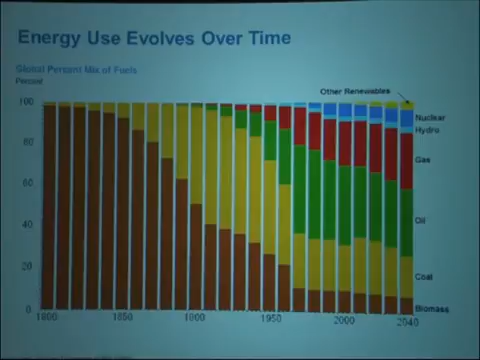 Energy Use Evolves Over Time
Global Percent Mix of Fuels
Percent
Other Renewables
100
80
60
40
20
0
Nuclear
Hydro
Gas
Oil
Coal
Biomass
1800
1850
1900
1950
2000
2040